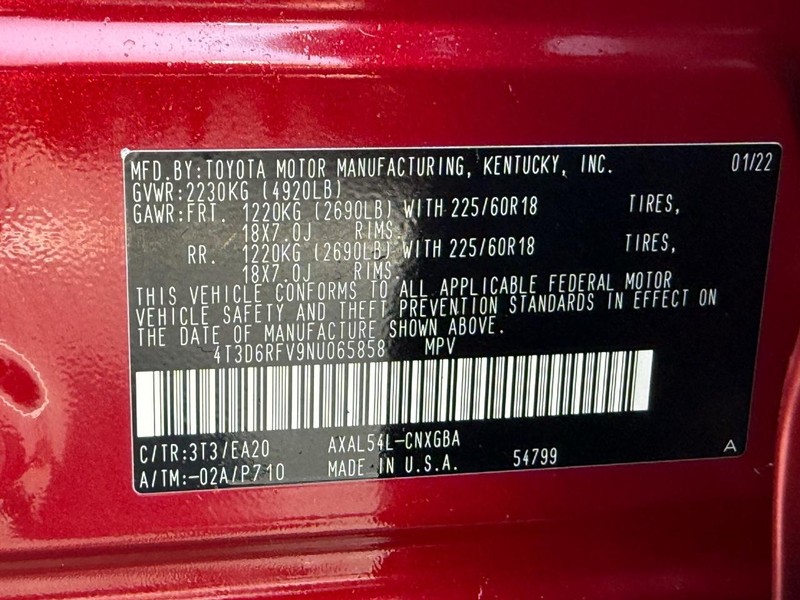 MFD.BY:TOYOTA MOTOR MANUFACTURING, KENTUCKY, INC. 01/22
GVWR:2230KG (4920LB)
GAWR:FRT. 1220KG (2690LB) WITH 225/60R18 TIRES,
18X7.0J RIMS.
RR. 1220KG (2690LB) WITH 225/60R18 TIRES,
18X7.0J RIMS.
THIS VEHICLE CONFORMS TO ALL APPLICABLE FEDERAL MOTOR
VEHICLE SAFETY AND THEFT PREVENTION STANDARDS IN EFFECT ON
THE DATE OF MANUFACTURE SHOWN ABOVE.
4T3D6RFV9NU065858 MPV
C/TR:3T3/EA20 AXAL54L-CNXGBA
A/TM:-02A/P710 MADE IN U.S.A. 54799 A